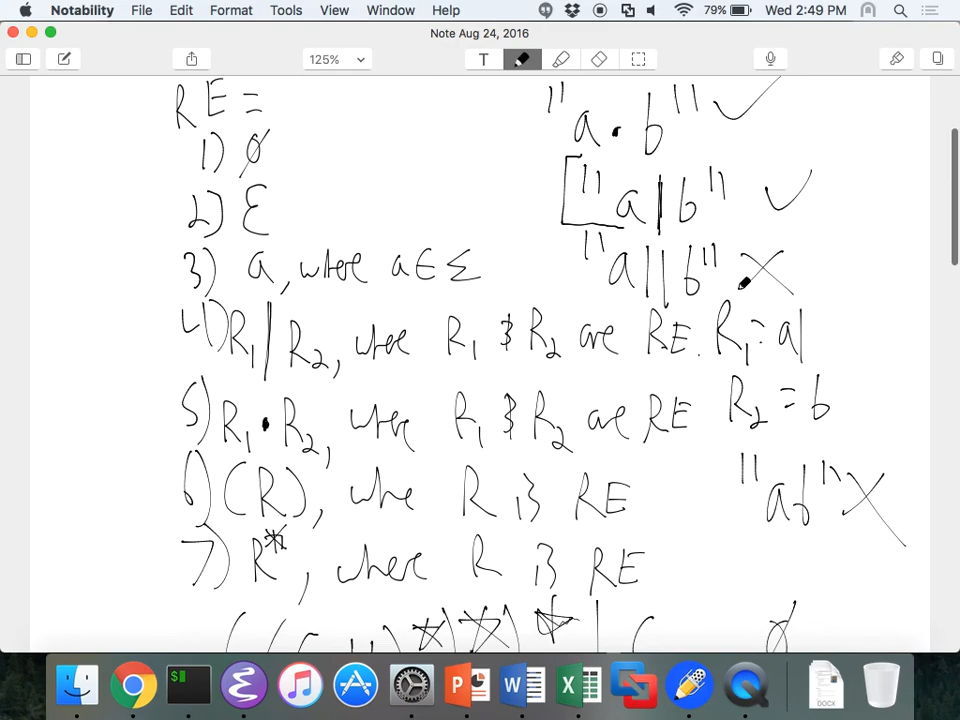 Notability File Edit Format Tools View Window Help 79% Wed 2:49 PM
Note Aug 24, 2016
125% T
RE =
1) ∅
2) ε
3) a, where a ∈ Σ
4) R1 | R2, where R1 & R2 are RE.
5) R1 • R2, where R1 & R2 are RE
6) (R), whe R is RE
7) R*, where R is RE
"a • b" ✓
["a|b" ✓
"a||b" X
R1 = a|
R2 = b
"ab" X
$
P W X
DOCX